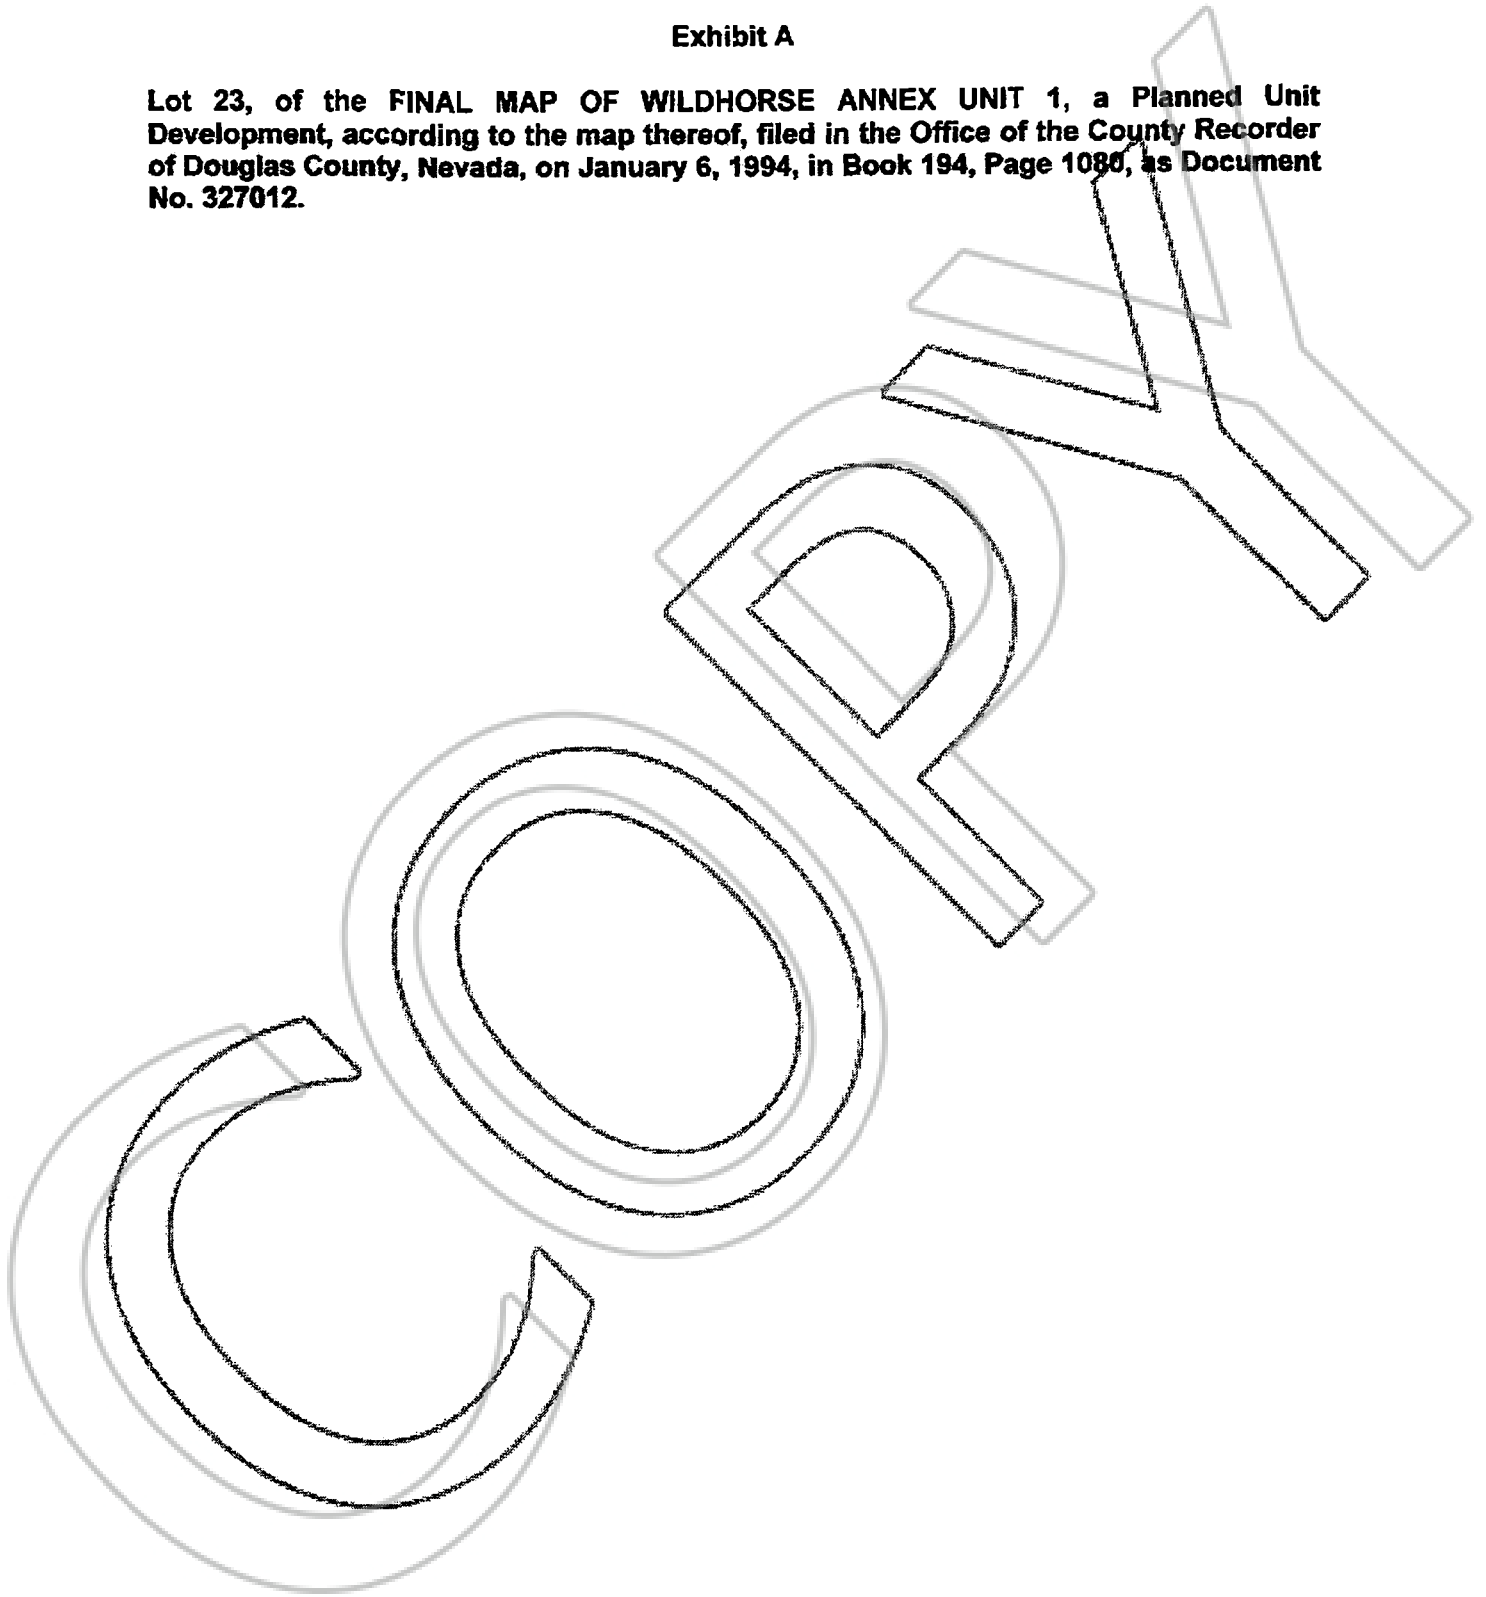 Exhibit A
Lot 23, of the FINAL MAP OF WILDHORSE ANNEX UNIT 1, a Planned Unit
Development, according to the map thereof, filed in the Office of the County Recorder
of Douglas County, Nevada, on January 6, 1994, in Book 194, Page 1080, as Document
No. 327012.
COPY